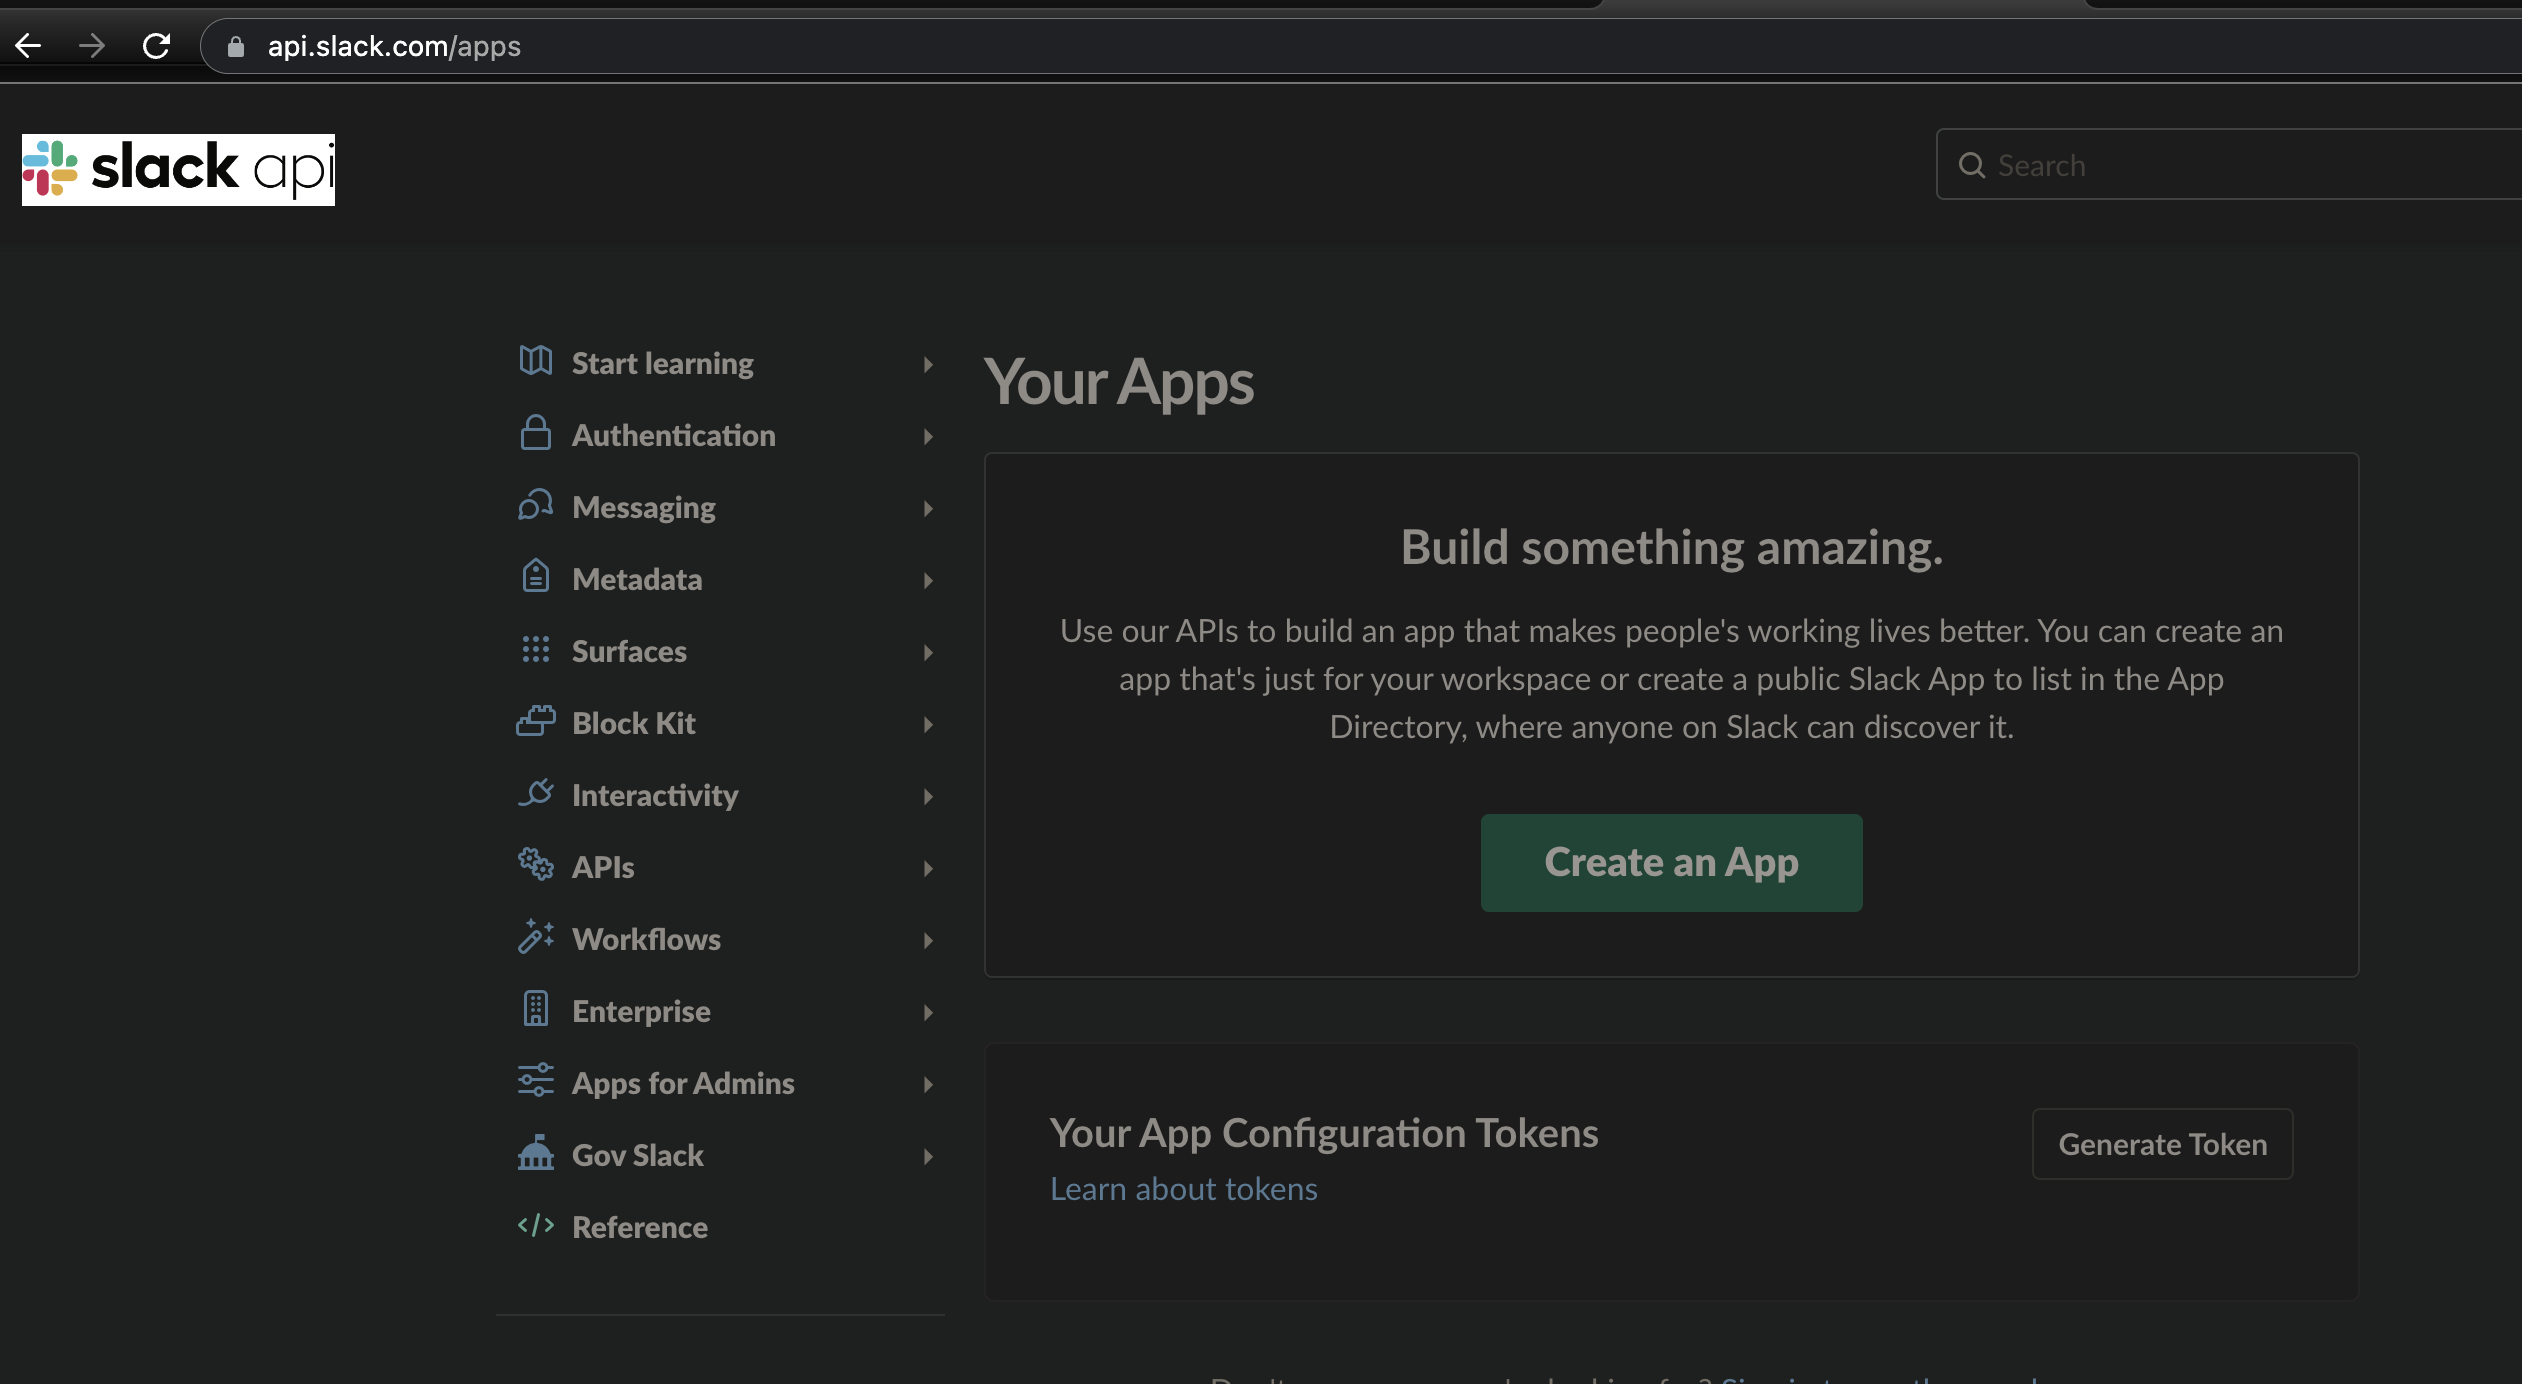 api.slack.com/apps
slack api
Search
Start learning
Authentication
Messaging
Metadata
Surfaces
Block Kit
Interactivity
APIs
Workflows
Enterprise
Apps for Admins
Gov Slack
Reference
Your Apps
Build something amazing.
Use our APIs to build an app that makes people's working lives better. You can create an
app that's just for your workspace or create a public Slack App to list in the App
Directory, where anyone on Slack can discover it.
Create an App
Your App Configuration Tokens
Learn about tokens
Generate Token